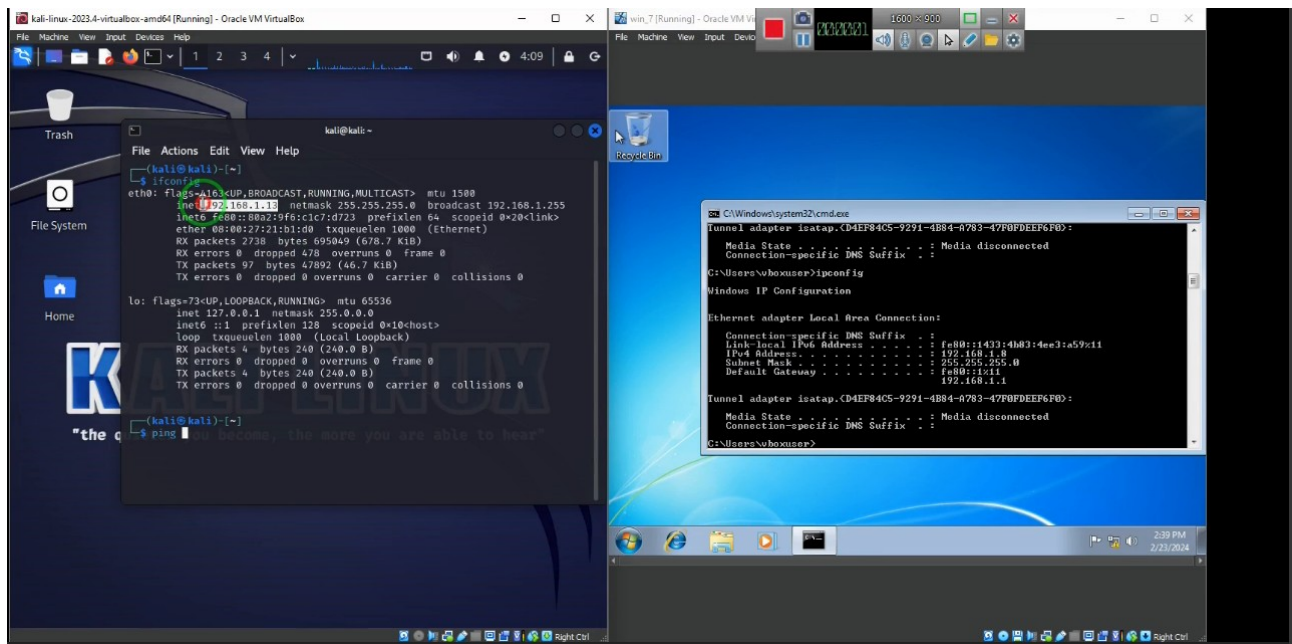 kali-linux-2023.4-virtualbox-amd64 [Running] - Oracle VM VirtualBox
File Machine View Input Devices Help
1 2 3 4
4:09
Trash
File System
Home
kali@kali: ~
File Actions Edit View Help
(kali㉿kali)-[~]
$ ifconfig
eth0: flags=4163<UP,BROADCAST,RUNNING,MULTICAST> mtu 1500
inet 192.168.1.13 netmask 255.255.255.0 broadcast 192.168.1.255
inet6 fe80::80a2:9f6:c1c7:d723 prefixlen 64 scopeid 0×20<link>
ether 08:00:27:21:b1:d0 txqueuelen 1000 (Ethernet)
RX packets 2738 bytes 695049 (678.7 KiB)
RX errors 0 dropped 478 overruns 0 frame 0
TX packets 97 bytes 47892 (46.7 KiB)
TX errors 0 dropped 0 overruns 0 carrier 0 collisions 0
lo: flags=73<UP,LOOPBACK,RUNNING> mtu 65536
inet 127.0.0.1 netmask 255.0.0.0
inet6 ::1 prefixlen 128 scopeid 0×10<host>
loop txqueuelen 1000 (Local Loopback)
RX packets 4 bytes 240 (240.0 B)
RX errors 0 dropped 0 overruns 0 frame 0
TX packets 4 bytes 240 (240.0 B)
TX errors 0 dropped 0 overruns 0 carrier 0 collisions 0
KALI LINUX
(kali㉿kali)-[~]
$ ping
"the q you become, the more you are able to hear"
Right Ctrl
win_7 [Running] - Oracle VM Vi
File Machine View Input Devic
1600 × 900
Recycle Bin
C:\Windows\system32\cmd.exe
Tunnel adapter isatap.{D4EF84C5-9291-4B84-A783-47F0FDEEF6F0}:
Media State . . . . . . . . . . . : Media disconnected
Connection-specific DNS Suffix . :
C:\Users\vboxuser>ipconfig
Windows IP Configuration
Ethernet adapter Local Area Connection:
Connection-specific DNS Suffix . :
Link-local IPv6 Address . . . . . : fe80::1433:4b83:4ee3:a59%11
IPv4 Address. . . . . . . . . . . : 192.168.1.8
Subnet Mask . . . . . . . . . . . : 255.255.255.0
Default Gateway . . . . . . . . . : fe80::1%11
192.168.1.1
Tunnel adapter isatap.{D4EF84C5-9291-4B84-A783-47F0FDEEF6F0}:
Media State . . . . . . . . . . . : Media disconnected
Connection-specific DNS Suffix . :
C:\Users\vboxuser>
2:39 PM
2/23/2024
Right Ctrl